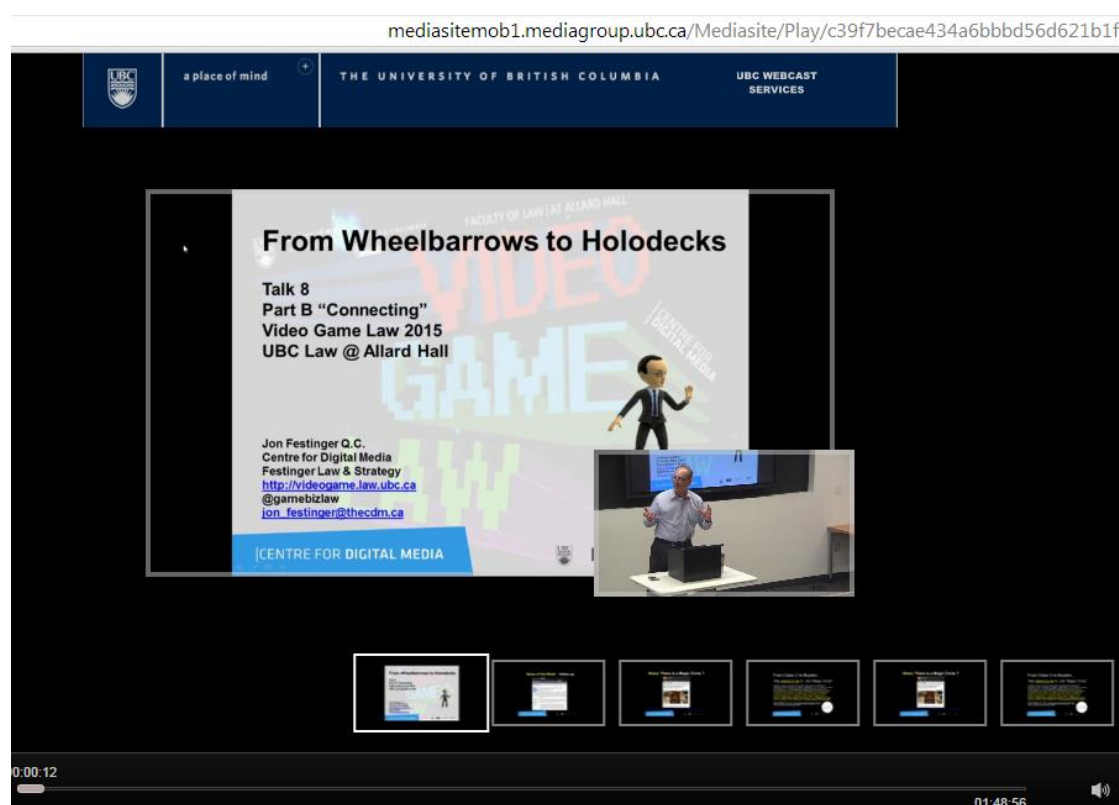 mediasitemob1.mediagroup.ubc.ca/Mediasite/Play/c39f7becae434a6bbbd56d621b1f
UBC
a place of mind
THE UNIVERSITY OF BRITISH COLUMBIA
UBC WEBCAST
SERVICES
FACULTY OF LAW | AT ALLARD HALL
VIDEO
GAME
LAW
|CENTRE FOR
DIGITAL MEDIA
From Wheelbarrows to Holodecks
Talk 8
Part B “Connecting”
Video Game Law 2015
UBC Law @ Allard Hall
Jon Festinger Q.C.
Centre for Digital Media
Festinger Law & Strategy
http://videogame.law.ubc.ca
@gamebizlaw
jon_festinger@thecdm.ca
|CENTRE FOR DIGITAL MEDIA
From Wheelbarrows to Holodecks
0:00:12
01:48:56